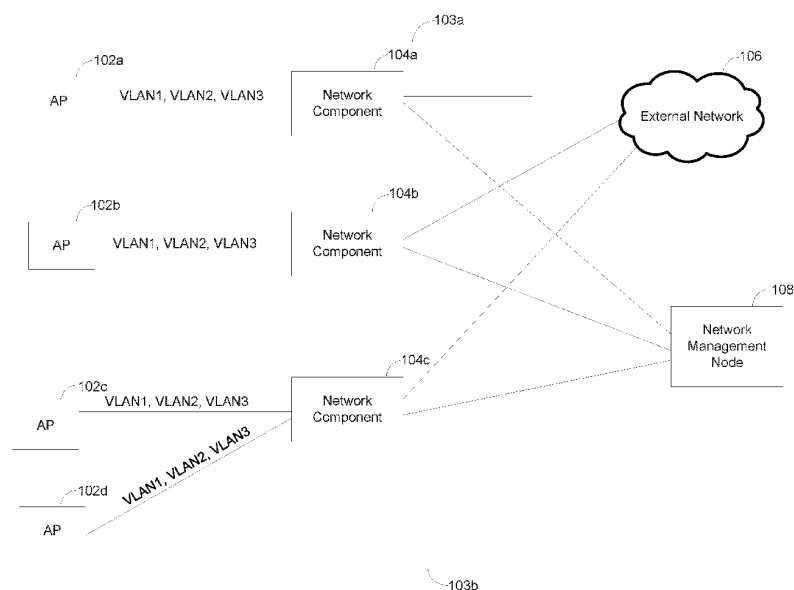 103a
102a
104a
106
AP
VLAN1, VLAN2, VLAN3
Network
Component
External Network
102b
104b
AP
VLAN1, VLAN2, VLAN3
Network
Component
108
Network
Management
Node
104c
102c
VLAN1, VLAN2, VLAN3
Network
Component
AP
VLAN1, VLAN2, VLAN3
102d
AP
103b